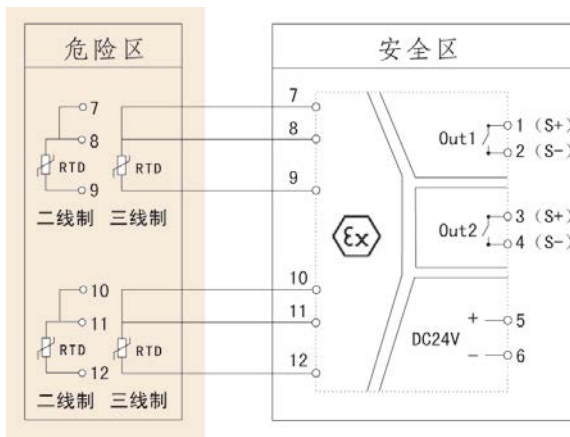 危险区
安全区
7
8
RTD
9
RTD
二线制 三线制
10
11
RTD
12
RTD
二线制 三线制
7
8
9
10
11
12
Ex
Out1
1 (S+)
2 (S-)
Out2
3 (S+)
4 (S-)
DC24V
+ 5
- 6